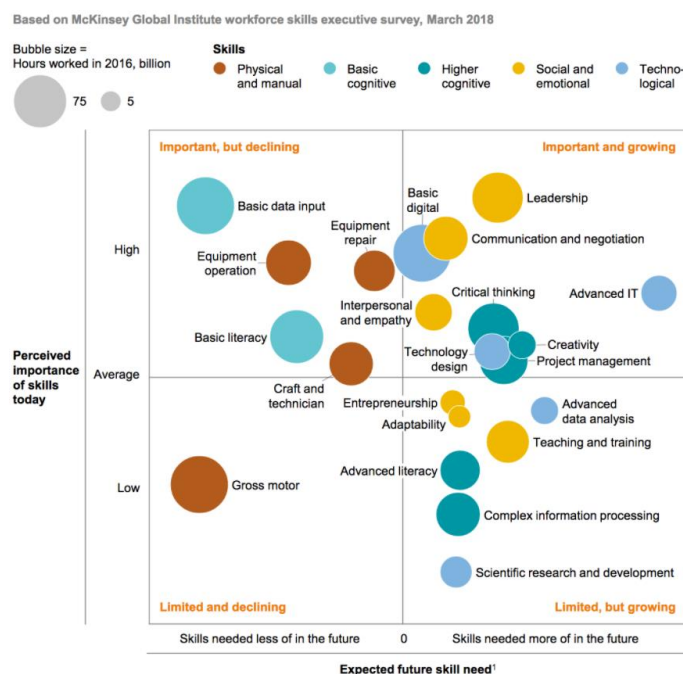 Based on McKinsey Global Institute workforce skills executive survey, March 2018
Bubble size =
Hours worked in 2016, billion
75
5
Skills
Physical
and manual
Basic
cognitive
Higher
cognitive
Social and
emotional
Techno-
logical
Important, but declining
Important and growing
Basic data input
Basic
digital
Leadership
Equipment
repair
Communication and negotiation
High
Equipment
operation
Interpersonal
and empathy
Critical thinking
Advanced IT
Basic literacy
Technology
design
Creativity
Project management
Perceived
importance
of skills
today
Average
Craft and
technician
Entrepreneurship
Adaptability
Advanced
data analysis
Teaching and training
Advanced literacy
Low
Gross motor
Complex information processing
Scientific research and development
Limited and declining
Limited, but growing
Skills needed less of in the future
0
Skills needed more of in the future
Expected future skill need¹